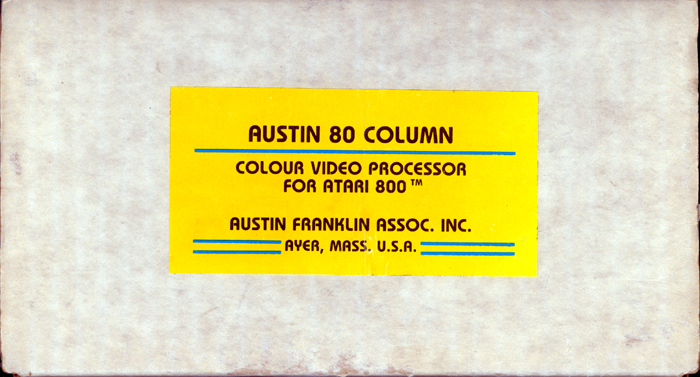 AUSTIN 80 COLUMN
COLOUR VIDEO PROCESSOR
FOR ATARI 800™
AUSTIN FRANKLIN ASSOC. INC.
AYER, MASS. U.S.A.